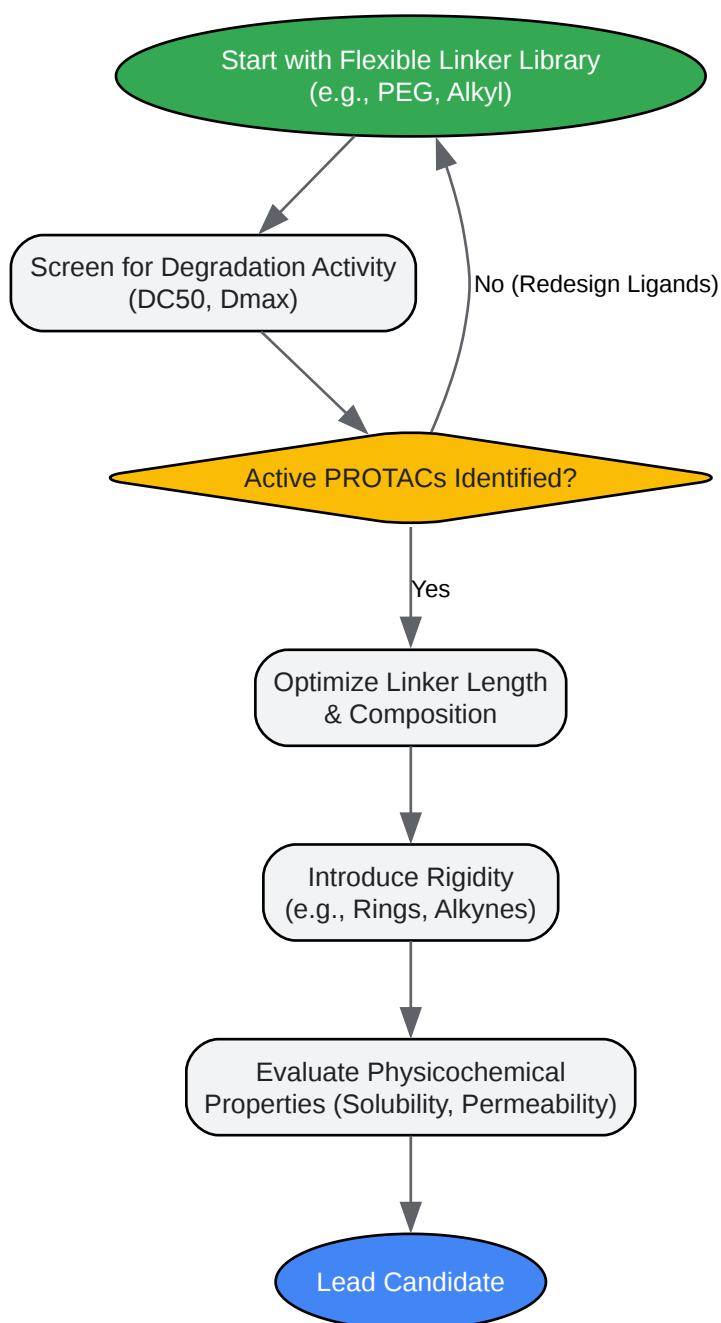 Start with Flexible Linker Library
(e.g., PEG, Alkyl)
Screen for Degradation Activity
(DC50, Dmax)
No (Redesign Ligands)
Active PROTACs Identified?
Yes
Optimize Linker Length
& Composition
Introduce Rigidity
(e.g., Rings, Alkynes)
Evaluate Physicochemical
Properties (Solubility, Permeability)
Lead Candidate